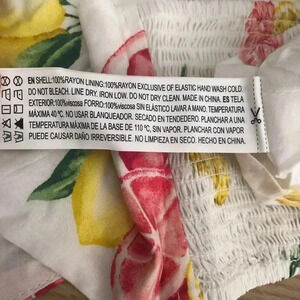 EN SHELL:100%RAYON LINING:100%RAYON EXCLUSIVE OF ELASTIC HAND WASH COLD.
DO NOT BLEACH. LINE DRY. IRON LOW. DO NOT DRY CLEAN. MADE IN CHINA. ES TELA
EXTERIOR:100%viscosa FORRO:100%viscosa SIN ELÁSTICO LAVAR A MANO. TEMPERATURA
MÁXIMA 40 ºC. NO USAR BLANQUEADOR. SECADO EN TENDEDERO. PLANCHAR A UNA
TEMPERATURA MÁXIMA DE LA BASE DE 110 ºC, SIN VAPOR. PLANCHAR CON VAPOR
PUEDE CAUSAR DAÑO IRREVERSIBLE. NO LIMPIEZA EN SECO. HECHO EN CHINA.